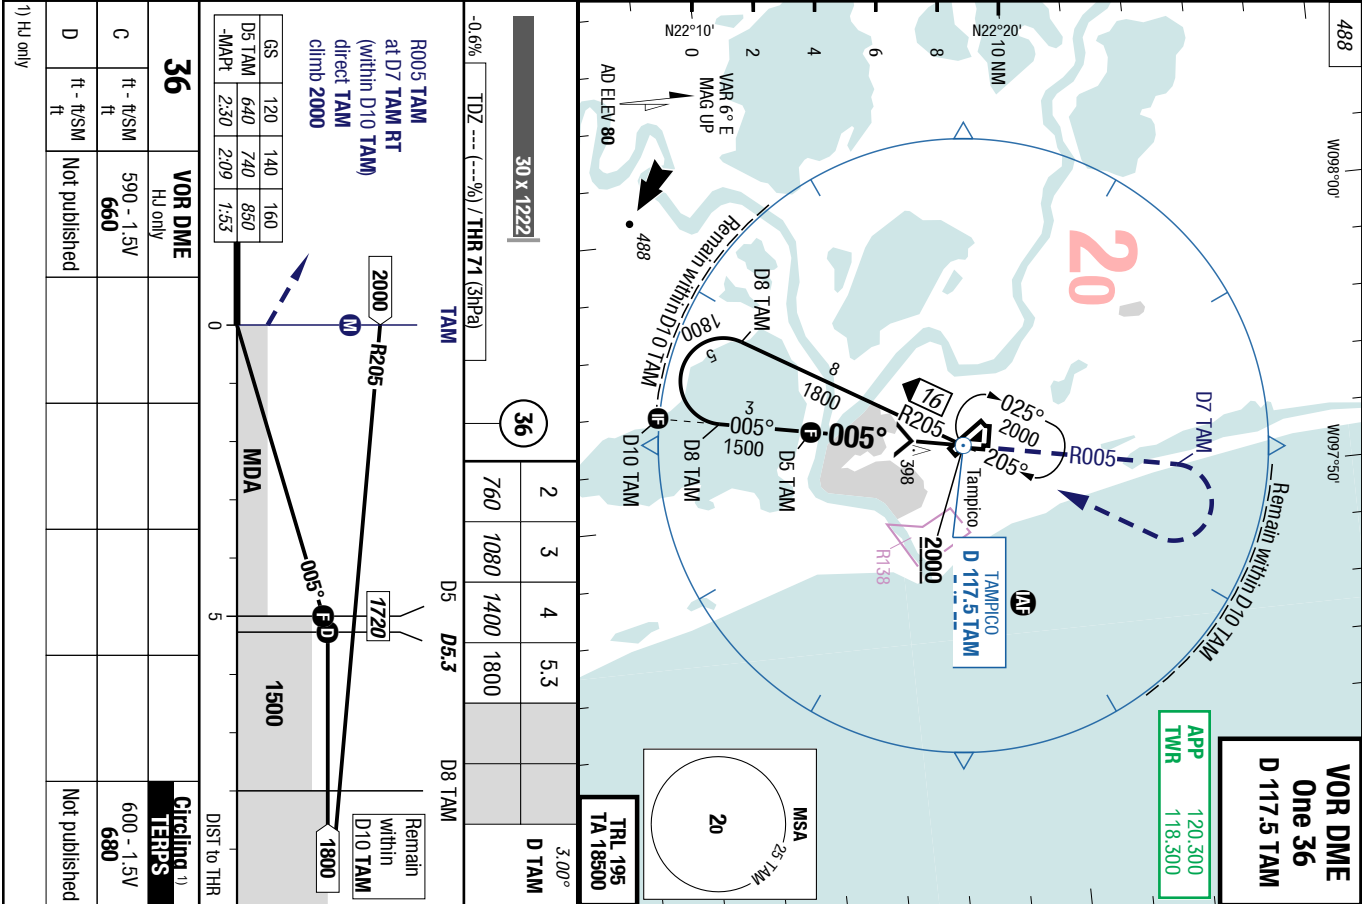 488
VOR DME
One 36
D 117.5 TAM
APP 120.300
TWR 118.300
N22°10'
N22°20'
W098°00'
W097°50'
0 2 4 6 8 10 NM
VAR 6° E
MAG UP
AD ELEV 80
488
20
Remain within D10 TAM
Remain within D10 TAM
D8 TAM
1800
5
8
1800
R205
16
3
005°
1500
F
005°
IF
D10 TAM
D8 TAM
D5 TAM
398
025°
2000
205°
R005
D7 TAM
Tampico
2000
R138
TAMPICO
D 117.5 TAM
IAF
MSA
25 TAM
20
TRL 195
TA 18500
30 x 1222
-0.6%
TDZ --- (---%) / THR 71 (3hPa)
36
2 3 4 5.3
760 1080 1400 1800
3.00°
D TAM
R005 TAM
at D7 TAM RT
(within D10 TAM)
direct TAM
climb 2000
GS 120 140 160
D5 TAM 640 740 850
-MAPt 2:30 2:09 1:53
TAM
M
2000
R205
MDA
005°
F
D
1720
D5
D5.3
D8 TAM
1500
1800
Remain
within
D10 TAM
0
5
DIST to THR
36
VOR DME
HJ only
Circling 1)
TERPS
C
ft - ft/SM
ft
590 - 1.5V
660
600 - 1.5V
680
D
ft - ft/SM
ft
Not published
Not published
1) HJ only